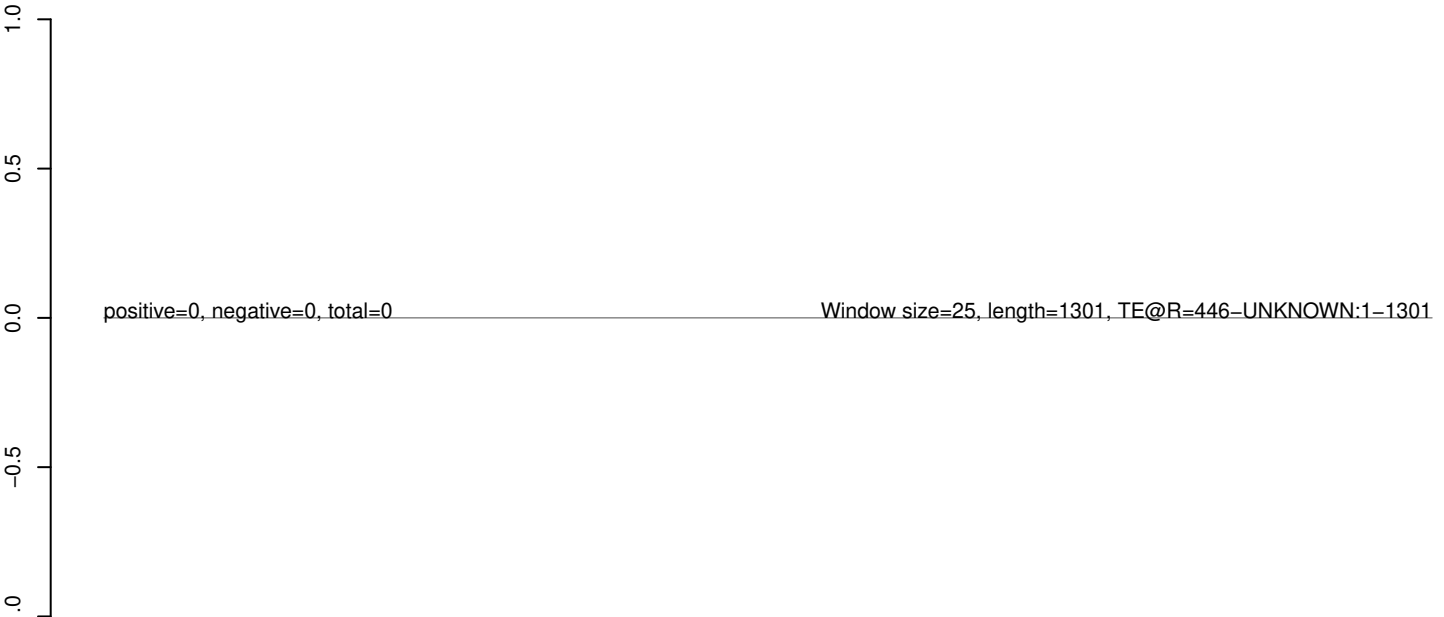 1.0
0.5
positive=0, negative=0, total=0
Window size=25, length=1301, TE@R=446−UNKNOWN:1−1301
0.0
−0.5
.0